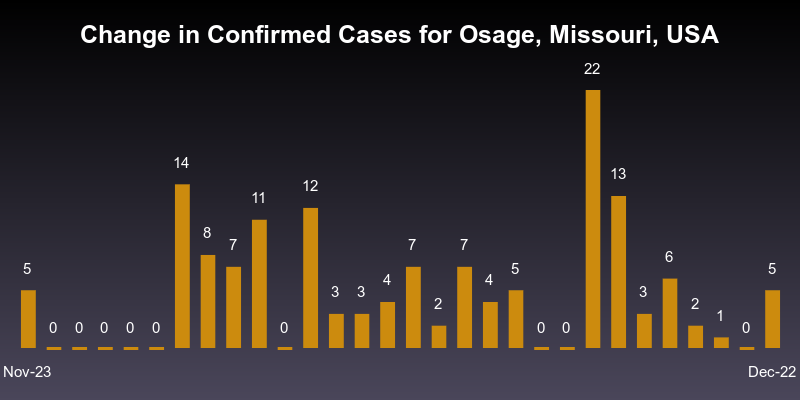 Change in Confirmed Cases for Osage, Missouri, USA
5 0 0 0 0 0 14 8 7 11 0 12 3 3 4 7 2 7 4 5 0 0 22 13 3 6 2 1 0 5
Nov-23 Dec-22